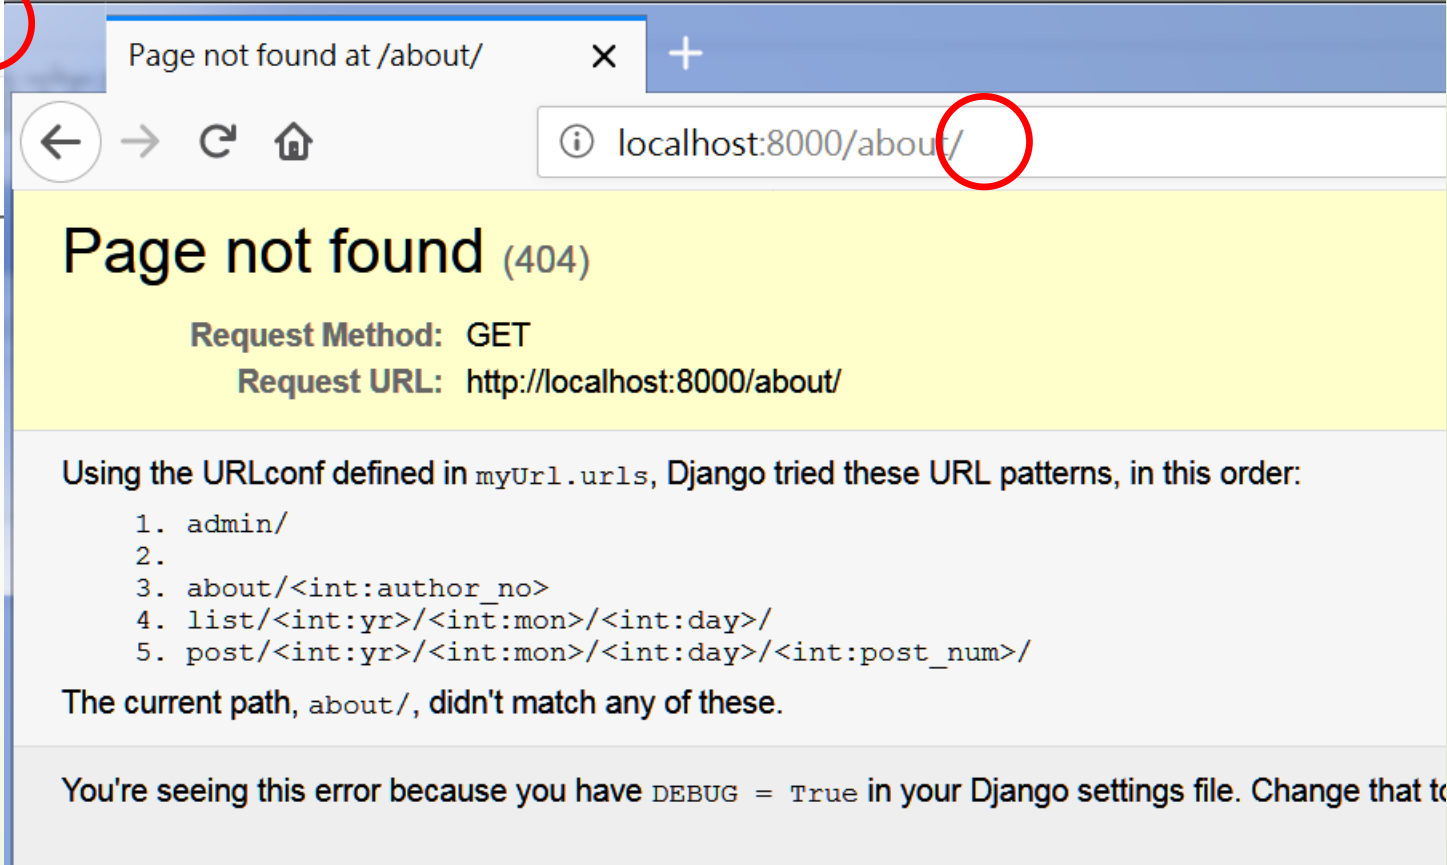 Page not found at /about/
localhost:8000/about/
Page not found (404)
Request Method: GET
Request URL: http://localhost:8000/about/
Using the URLconf defined in myUrl.urls, Django tried these URL patterns, in this order:
1. admin/
2.
3. about/<int:author_no>
4. list/<int:yr>/<int:mon>/<int:day>/
5. post/<int:yr>/<int:mon>/<int:day>/<int:post_num>/
The current path, about/, didn't match any of these.
You're seeing this error because you have DEBUG = True in your Django settings file. Change that to